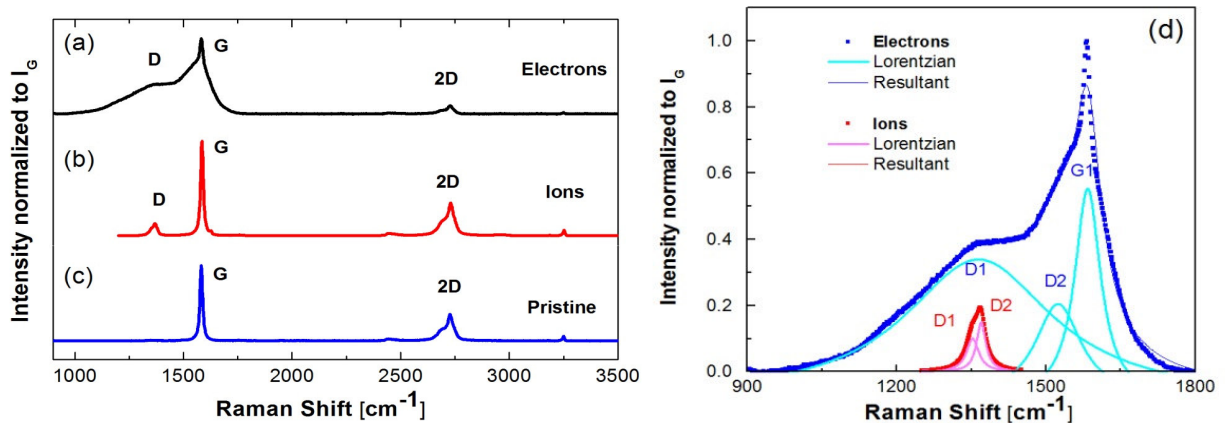 Intensity normalized to I_G
(a)
D
G
2D
Electrons
(b)
D
G
2D
Ions
(c)
G
2D
Pristine
1000 1500 2000 2500 3000 3500
Raman Shift [cm⁻¹]
Intensity normalized to I_G
1.0
0.8
0.6
0.4
0.2
0.0
(d)
Electrons
Lorentzian
Resultant
Ions
Lorentzian
Resultant
G1
D1
D2
D1
D2
900 1200 1500 1800
Raman Shift [cm⁻¹]